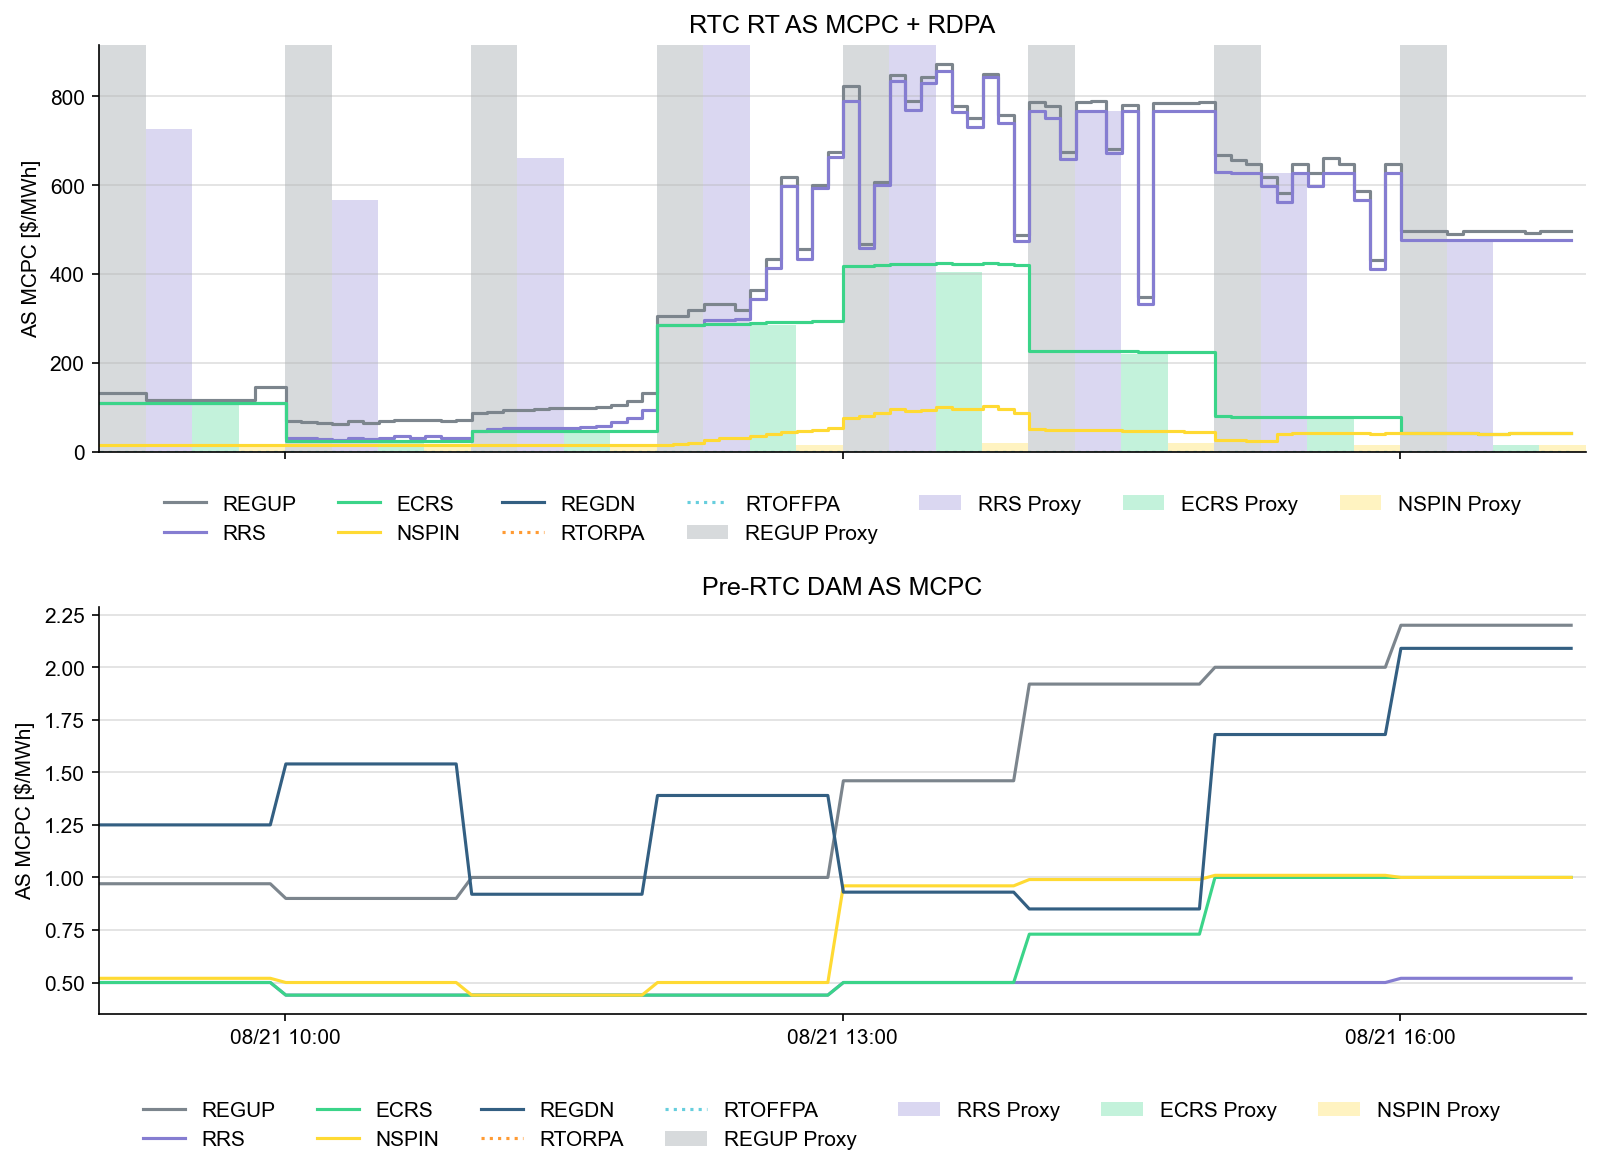 RTC RT AS MCPC + RDPA
AS MCPC [$/MWh]
800
600
400
200
0
REGUP ECRS REGDN RTOFFPA RRS Proxy ECRS Proxy NSPIN Proxy
RRS NSPIN RTORPA REGUP Proxy
Pre-RTC DAM AS MCPC
AS MCPC [$/MWh]
2.25
2.00
1.75
1.50
1.25
1.00
0.75
0.50
08/21 10:00 08/21 13:00 08/21 16:00
REGUP ECRS REGDN RTOFFPA RRS Proxy ECRS Proxy NSPIN Proxy
RRS NSPIN RTORPA REGUP Proxy